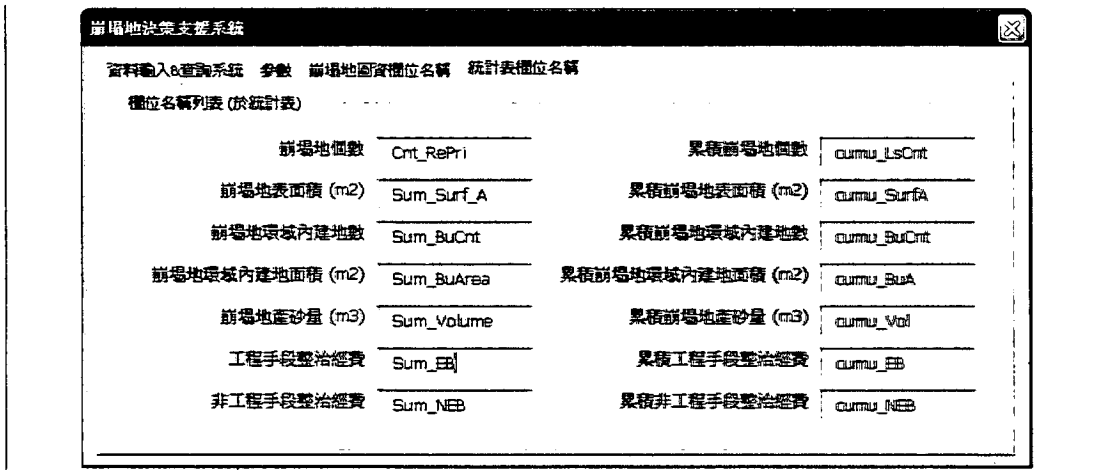 崩塌地決策支援系統
資料輸入&查詢系統 參數 崩塌地圖資欄位名稱 統計表欄位名稱
欄位名稱列表 (於統計表)
崩塌地個數 Cnt_RePri 累積崩塌地個數 cumu_LsCnt
崩塌地表面積 (m2) Sum_Surf_A 累積崩塌地表面積 (m2) cumu_SurfA
崩塌地環域內建地數 Sum_BuCnt 累積崩塌地環域內建地數 cumu_BuCnt
崩塌地環域內建地面積 (m2) Sum_BuArea 累積崩塌地環域內建地面積 (m2) cumu_BuA
崩塌地產砂量 (m3) Sum_Volume 累積崩塌地產砂量 (m3) cumu_Vol
工程手段整治經費 Sum_EB 累積工程手段整治經費 cumu_EB
非工程手段整治經費 Sum_NEB 累積非工程手段整治經費 cumu_NEB